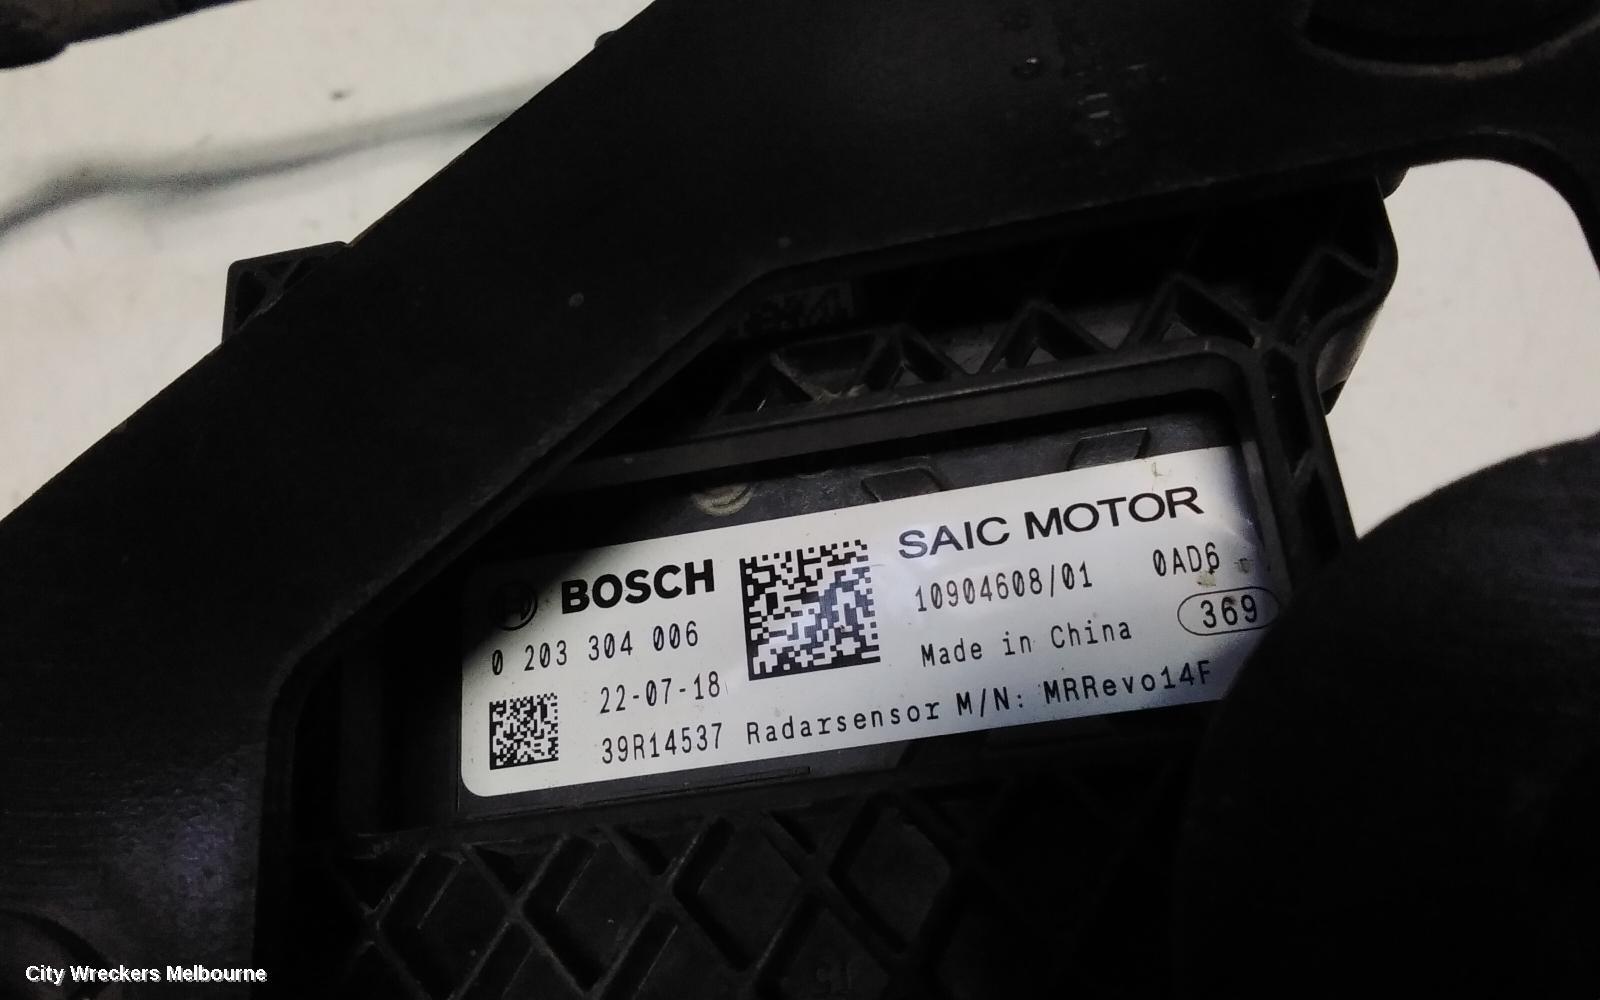 BOSCH
0 203 304 006
22-07-18
39R14537 Radarsensor M/N: MRRevo14F
SAIC MOTOR
10904608/01 0AD6
Made in China
369
City Wreckers Melbourne